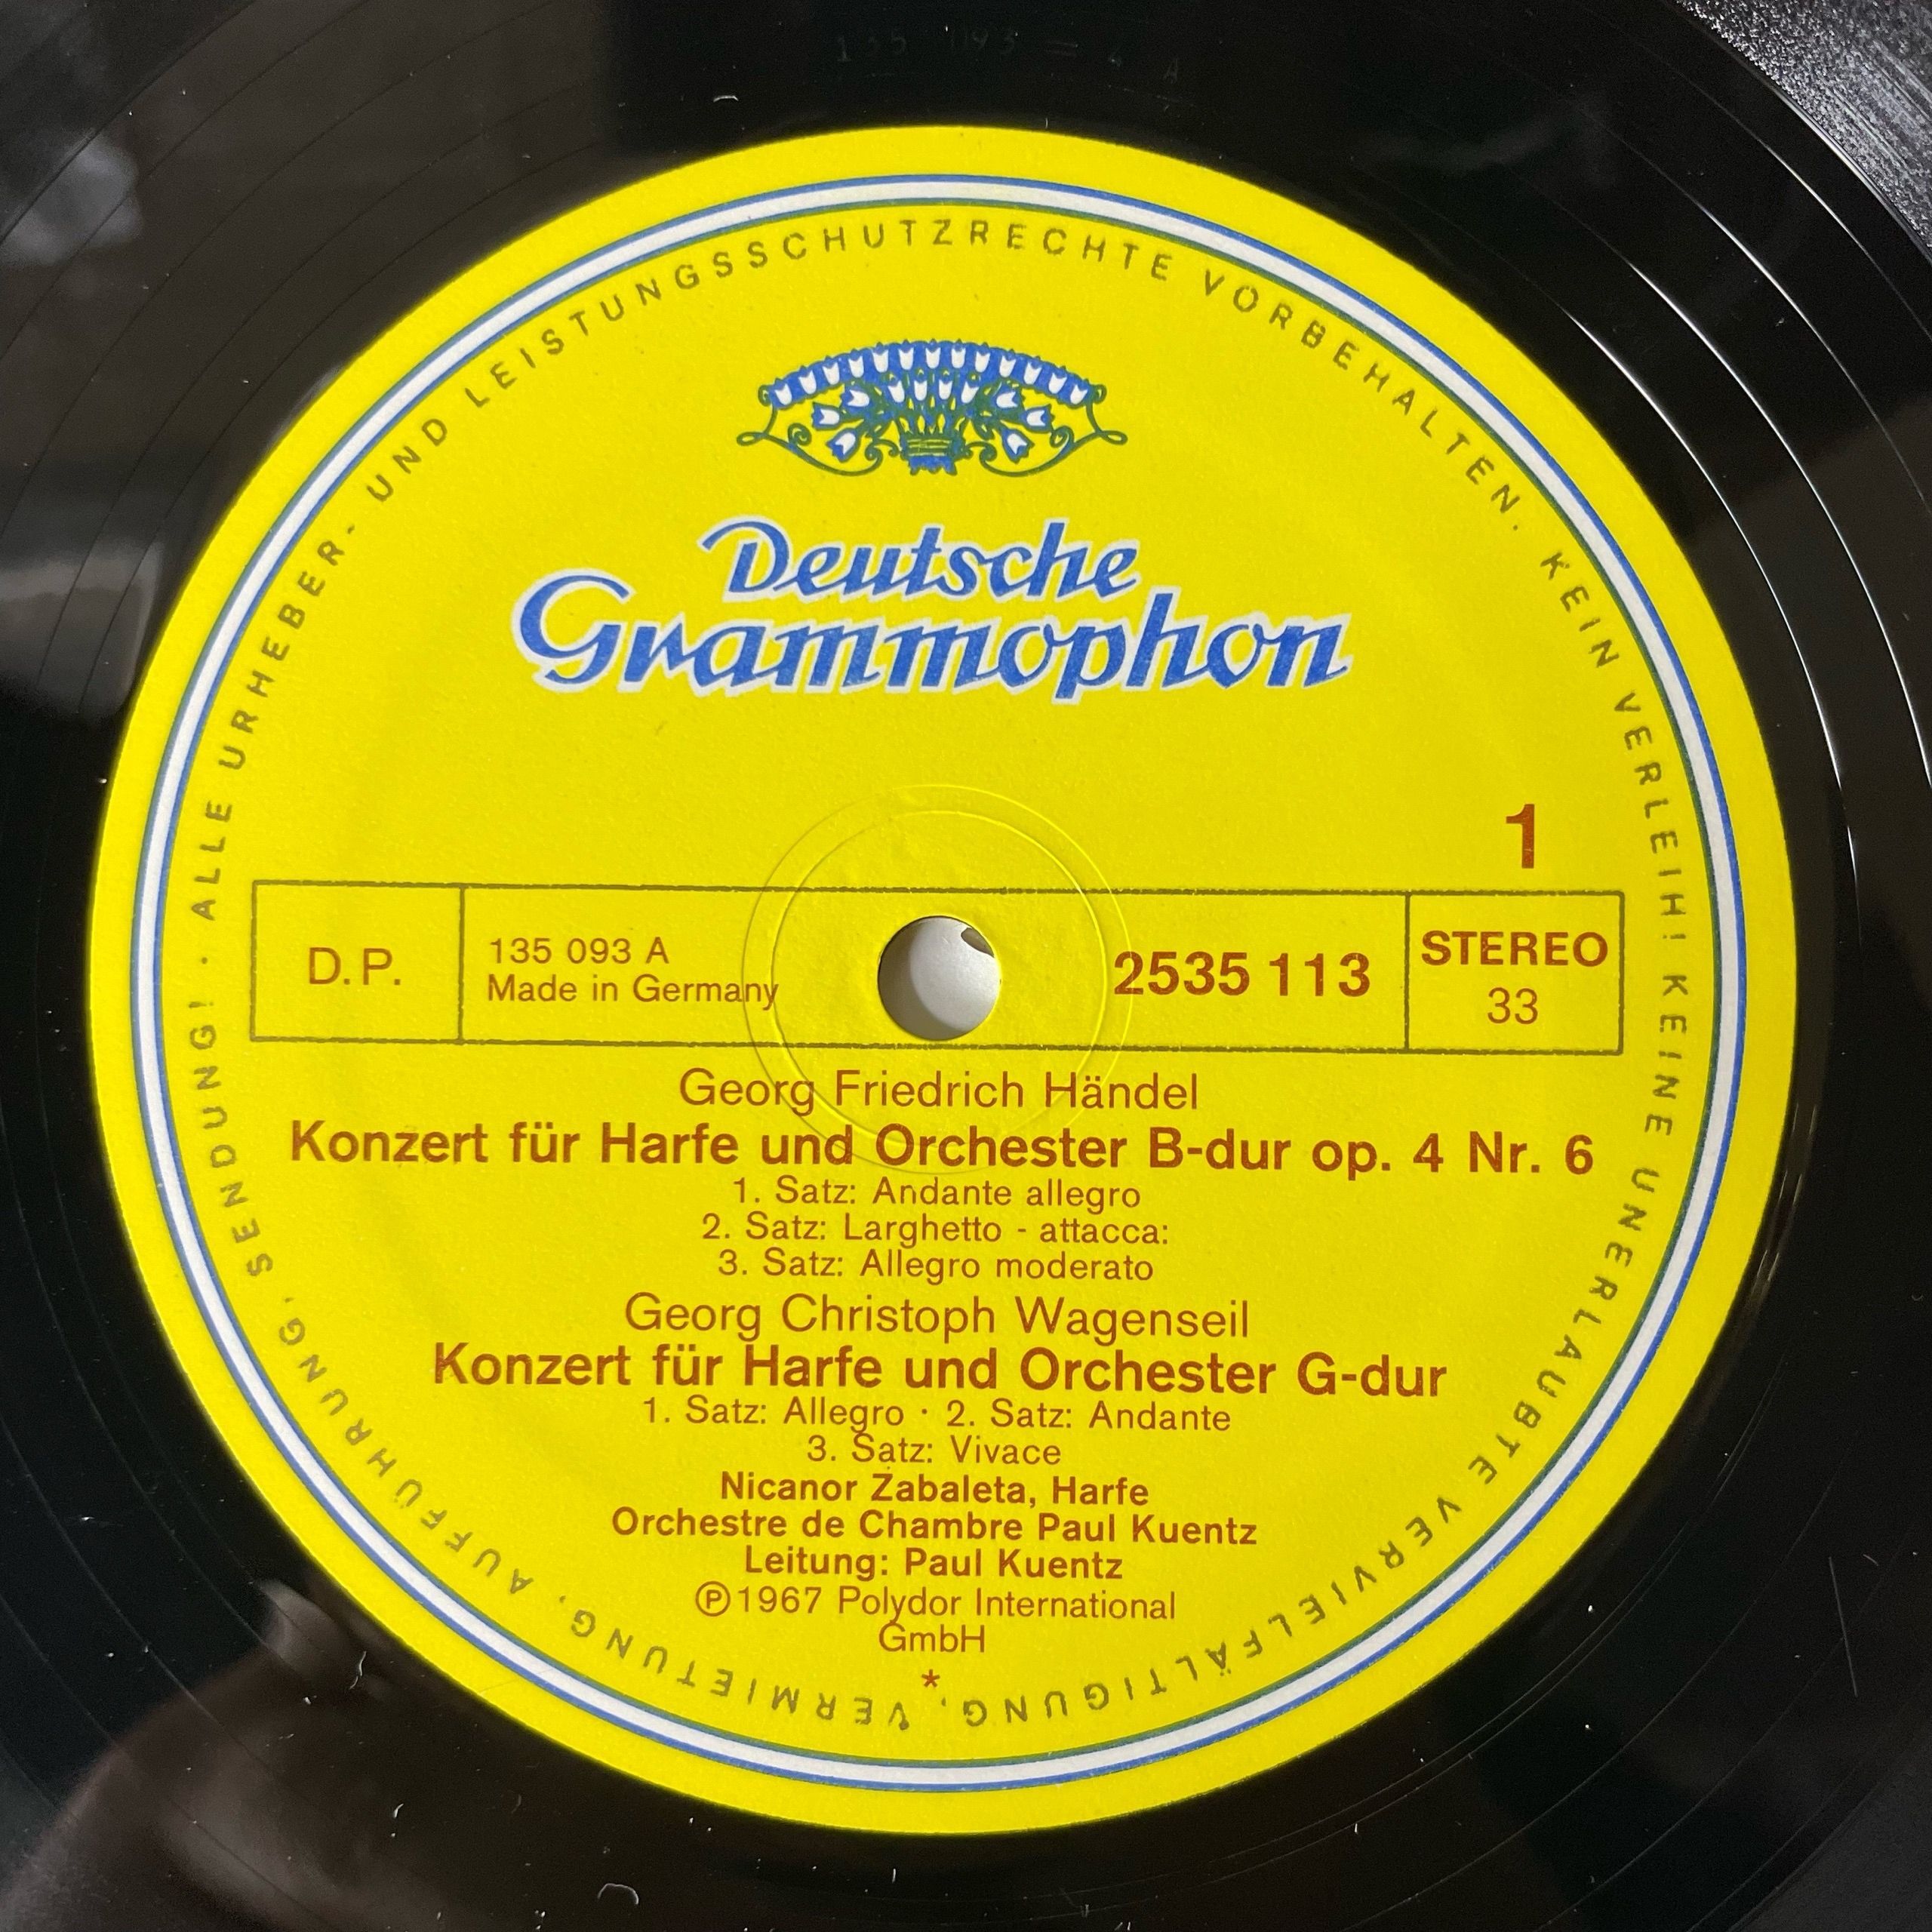 135 093
A
ALLE URHEBER- UND LEISTUNGSSCHUTZRECHTE VORBEHALTEN. KEIN VERLEIH! KEINE UNERLAUBTE VERVIELFÄLTIGUNG, VERMIETUNG, AUFFÜHRUNG, SENDUNG! ·
Deutsche
Grammophon
1
D.P.
135 093 A
Made in Germany
2535 113
STEREO
33
Georg Friedrich Händel
Konzert für Harfe und Orchester B-dur op. 4 Nr. 6
1. Satz: Andante allegro
2. Satz: Larghetto - attacca:
3. Satz: Allegro moderato
Georg Christoph Wagenseil
Konzert für Harfe und Orchester G-dur
1. Satz: Allegro · 2. Satz: Andante
3. Satz: Vivace
Nicanor Zabaleta, Harfe
Orchestre de Chambre Paul Kuentz
Leitung: Paul Kuentz
Ⓟ1967 Polydor International
GmbH
*